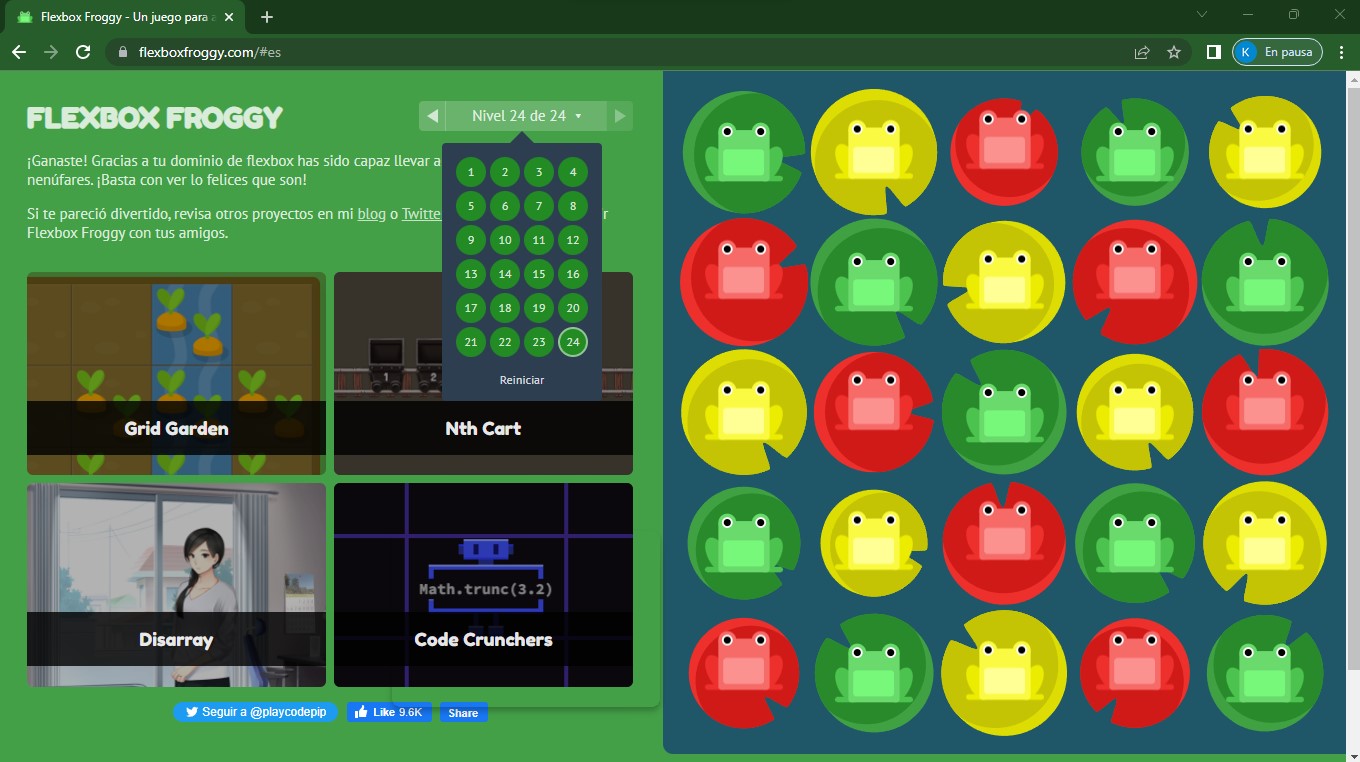 Flexbox Froggy - Un juego para a
flexboxfroggy.com/#es
K En pausa
FLEXBOX FROGGY
Nivel 24 de 24
¡Ganaste! Gracias a tu dominio de flexbox has sido capaz llevar a
nenúfares. ¡Basta con ver lo felices que son!
Si te pareció divertido, revisa otros proyectos en mi blog o Twitte r
Flexbox Froggy con tus amigos.
1 2 3 4
5 6 7 8
9 10 11 12
13 14 15 16
17 18 19 20
21 22 23 24
Reiniciar
1 2
Grid Garden
Nth Cart
Math.trunc(3.2)
Disarray
Code Crunchers
Seguir a @playcodepip
Like 9.6K
Share